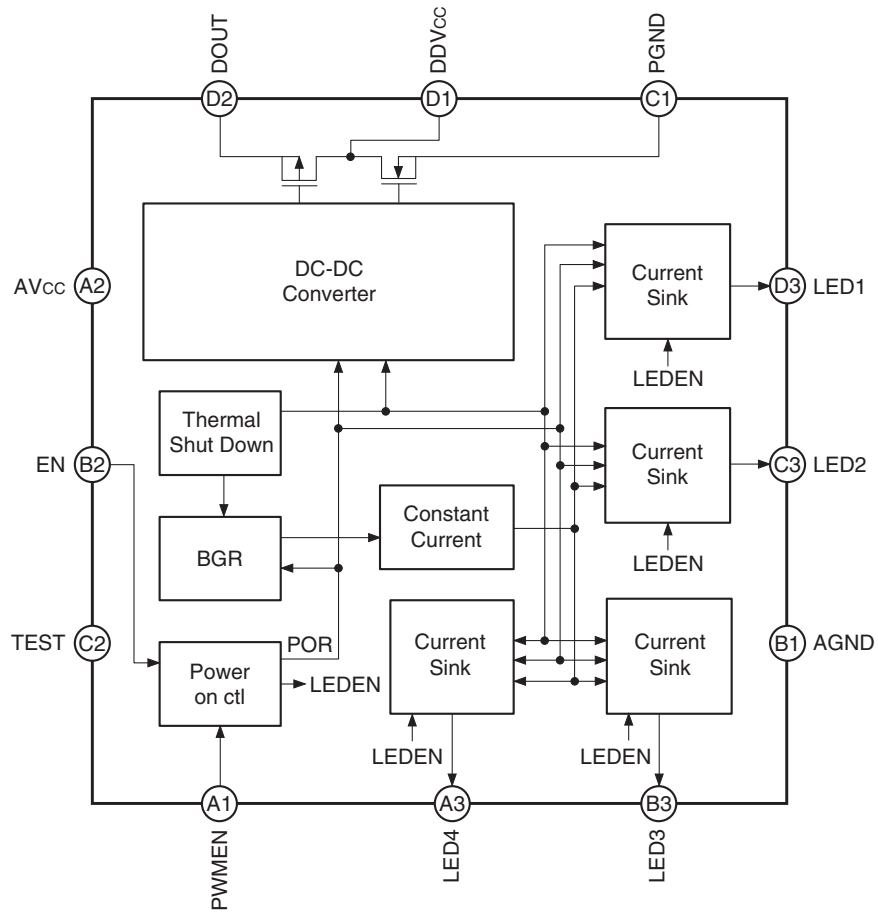 DOUT
DDVCC
PGND
D2
D1
C1
DC-DC
Converter
Current
Sink
AVCC
A2
D3
LED1
LEDEN
Thermal
Shut Down
Current
Sink
EN
B2
C3
LED2
Constant
Current
BGR
LEDEN
TEST
C2
POR
Power
on ctl
LEDEN
Current
Sink
Current
Sink
B1
AGND
LEDEN
LEDEN
A1
A3
B3
PWMEN
LED4
LED3